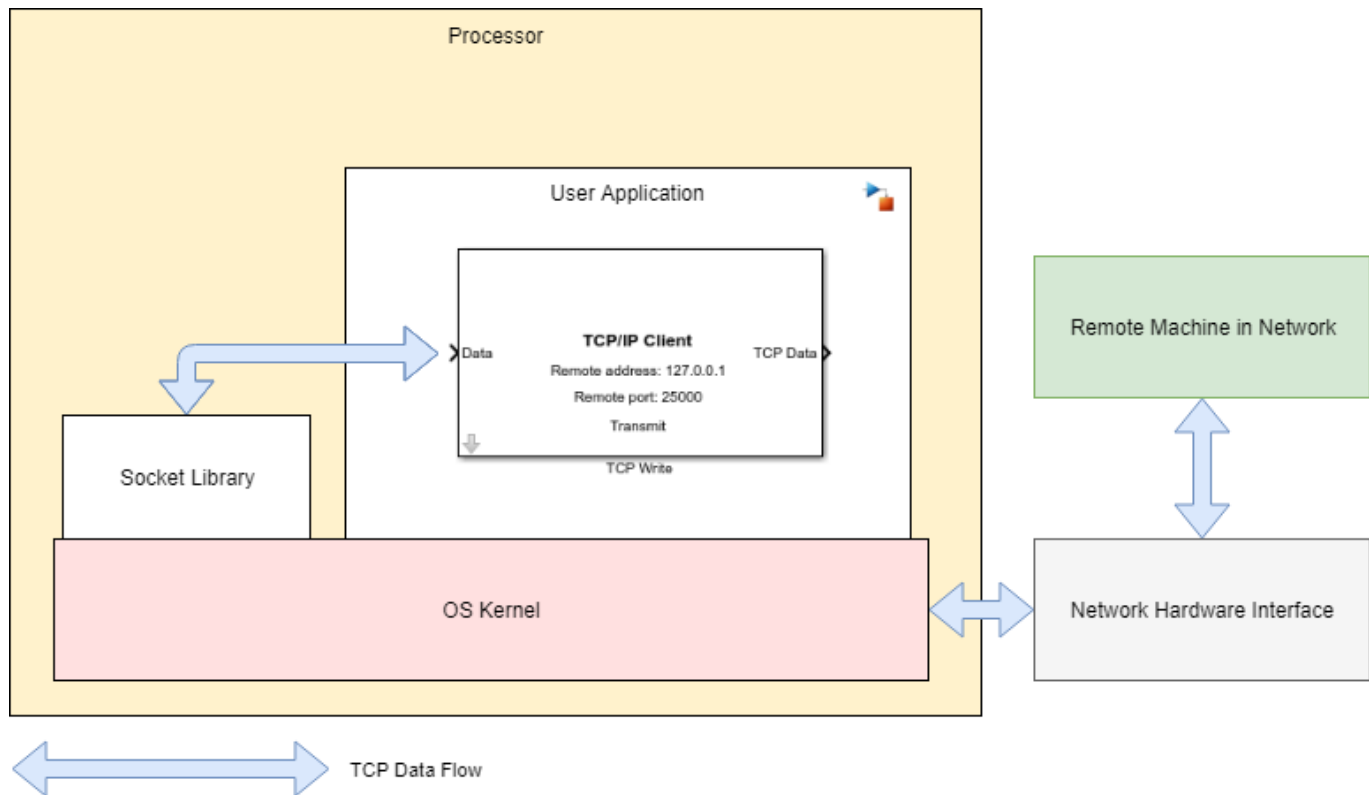 Processor
User Application
TCP/IP Client
Data
TCP Data
Remote address: 127.0.0.1
Remote port: 25000
Transmit
TCP Write
Socket Library
OS Kernel
Remote Machine in Network
Network Hardware Interface
TCP Data Flow